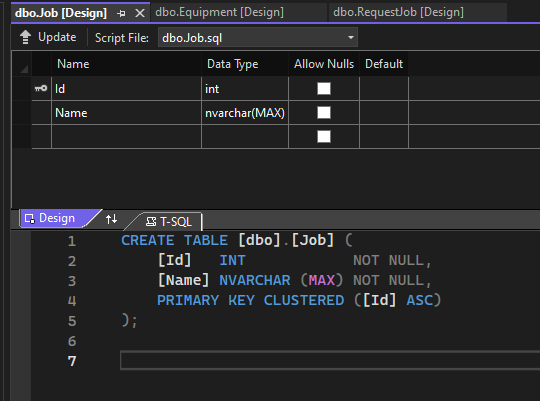 dbo.Job [Design] dbo.Equipment [Design] dbo.RequestJob [Design]
Update Script File: dbo.Job.sql
Name Data Type Allow Nulls Default
Id int
Name nvarchar(MAX)
Design T-SQL
1 CREATE TABLE [dbo].[Job] (
2 [Id] INT NOT NULL,
3 [Name] NVARCHAR (MAX) NOT NULL,
4 PRIMARY KEY CLUSTERED ([Id] ASC)
5 );
6
7